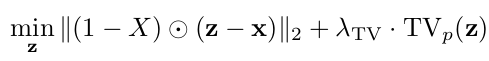 min_z ‖(1 − X) ⊙ (z − x)‖₂ + λ_TV · TV_p(z)